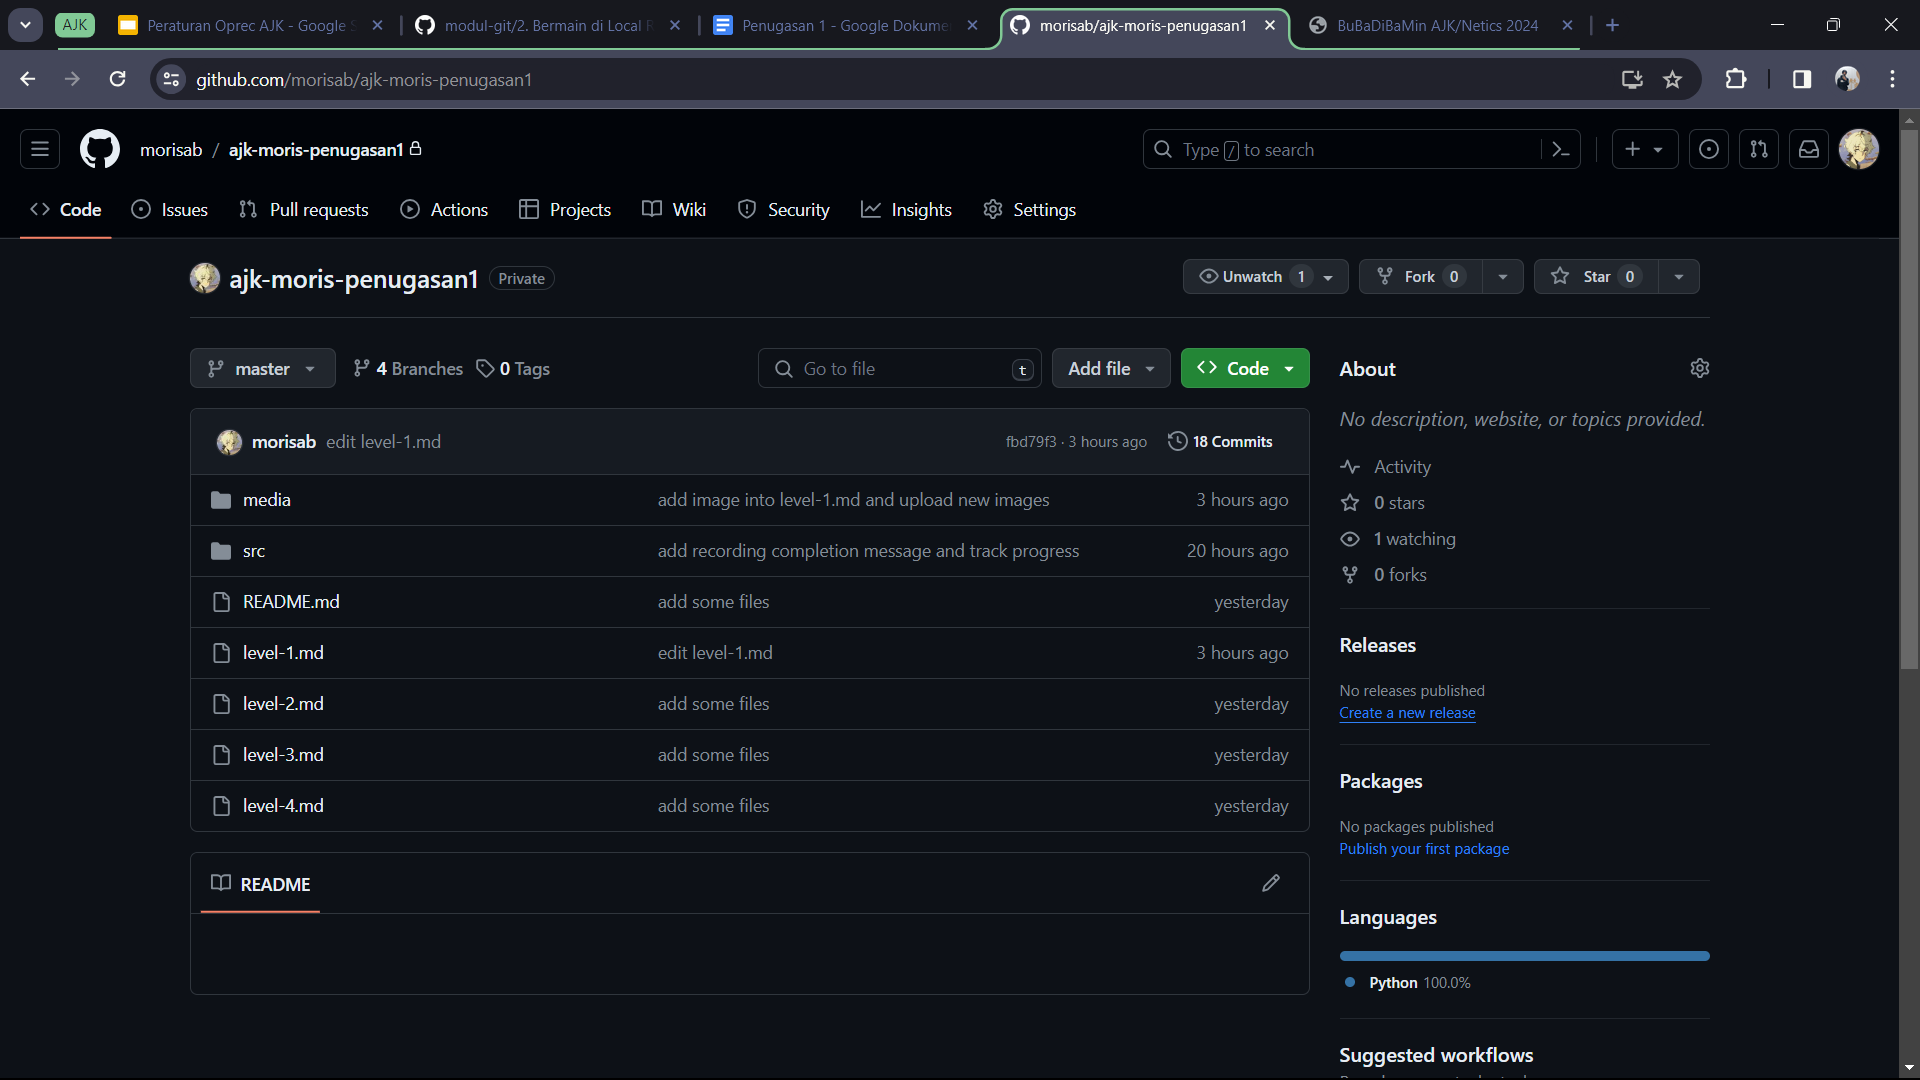 AJK
Peraturan Oprec AJK - Google S
modul-git/2. Bermain di Local R
Penugasan 1 - Google Dokume
morisab/ajk-moris-penugasan1
BuBaDiBaMin AJK/Netics 2024
github.com/morisab/ajk-moris-penugasan1
morisab / ajk-moris-penugasan1
Type / to search
Code
Issues
Pull requests
Actions
Projects
Wiki
Security
Insights
Settings
ajk-moris-penugasan1 Private
Unwatch 1
Fork 0
Star 0
master
4 Branches
0 Tags
Go to file t
Add file
Code
morisab edit level-1.md fbd79f3 · 3 hours ago 18 Commits
media add image into level-1.md and upload new images 3 hours ago
src add recording completion message and track progress 20 hours ago
README.md add some files yesterday
level-1.md edit level-1.md 3 hours ago
level-2.md add some files yesterday
level-3.md add some files yesterday
level-4.md add some files yesterday
README
About
No description, website, or topics provided.
Activity
0 stars
1 watching
0 forks
Releases
No releases published
Create a new release
Packages
No packages published
Publish your first package
Languages
Python 100.0%
Suggested workflows